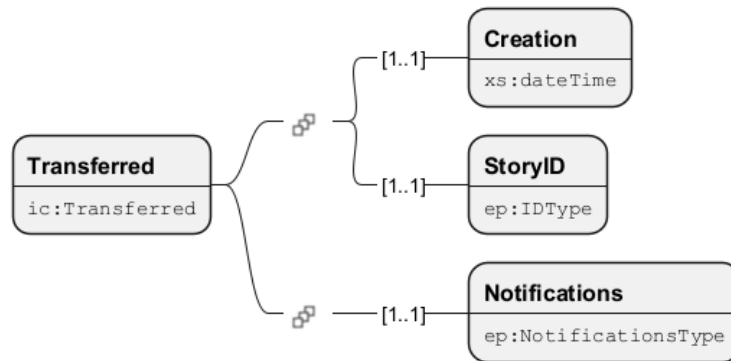 [1..1]
Creation
xs:dateTime
Transferred
ic:Transferred
[1..1]
StoryID
ep:IDType
[1..1]
Notifications
ep:NotificationsType